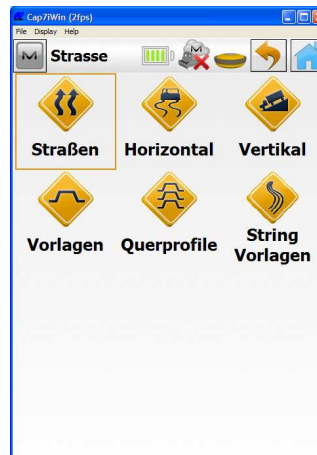 Cap7iWin (2fps)
File Display Help
M Strasse M
Straßen Horizontal Vertikal
Vorlagen Querprofile String Vorlagen